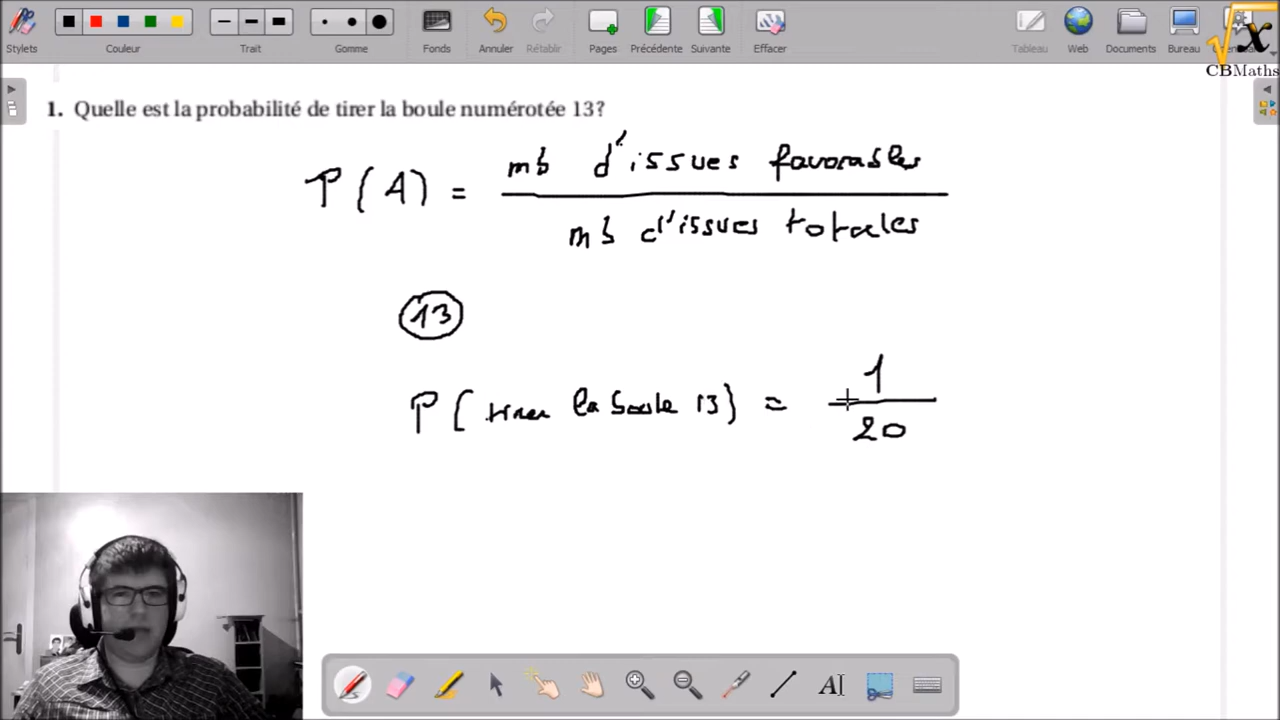 Stylets Couleur Trait Gomme Fonds Annuler Rétablir Pages Précédente Suivante Effacer Tableau Web Documents Bureau
CBMaths
1. Quelle est la probabilité de tirer la boule numérotée 13?
P(A) = nb d'issues favorables
nb d'issues totales
13
P(tirer la boule 13) = 1
20
AI